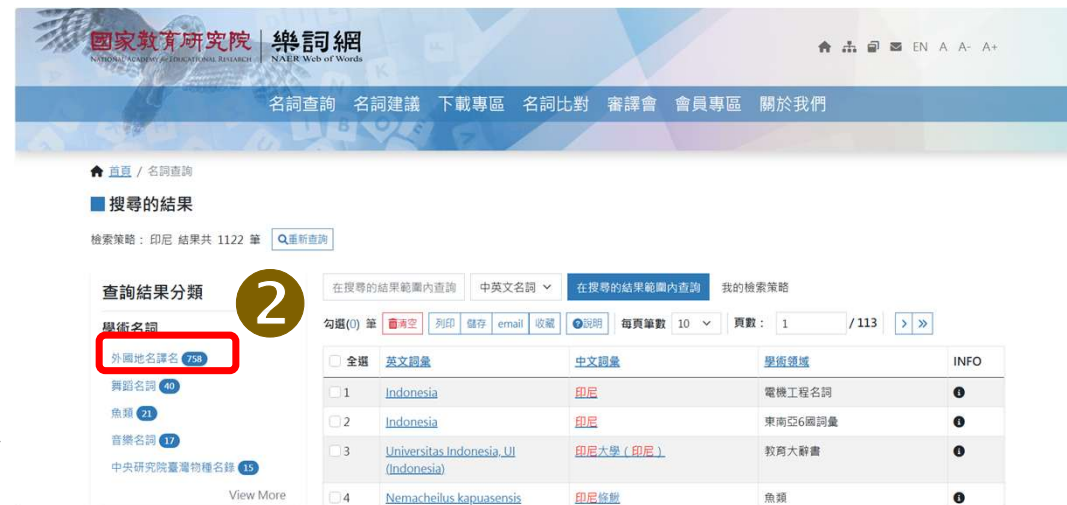 國家教育研究院 樂詞網
NATIONAL ACADEMY for EDUCATIONAL RESEARCH NAER Web of Words
EN A A- A+
名詞查詢 名詞建議 下載專區 名詞比對 審譯會 會員專區 關於我們
首頁 / 名詞查詢
搜尋的結果
檢索策略: 印尼 結果共 1122 筆 重新查詢
查詢結果分類
2
在搜尋的結果範圍內查詢 中英文名詞 在搜尋的結果範圍內查詢 我的檢索策略
學術名詞
勾選(0) 筆 清空 列印 儲存 email 收藏 說明 每頁筆數 10 頁數: 1 / 113 > »
外國地名譯名 758
舞蹈名詞 40
魚類 21
音樂名詞 17
中央研究院臺灣物種名錄 15
View More
全選 英文詞彙 中文詞彙 學術領域 INFO
1 Indonesia 印尼 電機工程名詞
2 Indonesia 印尼 東南亞6國詞彙
3 Universitas Indonesia, UI (Indonesia) 印尼大學(印尼) 教育大辭書
4 Nemacheilus kapuasensis 印尼條鰍 魚類